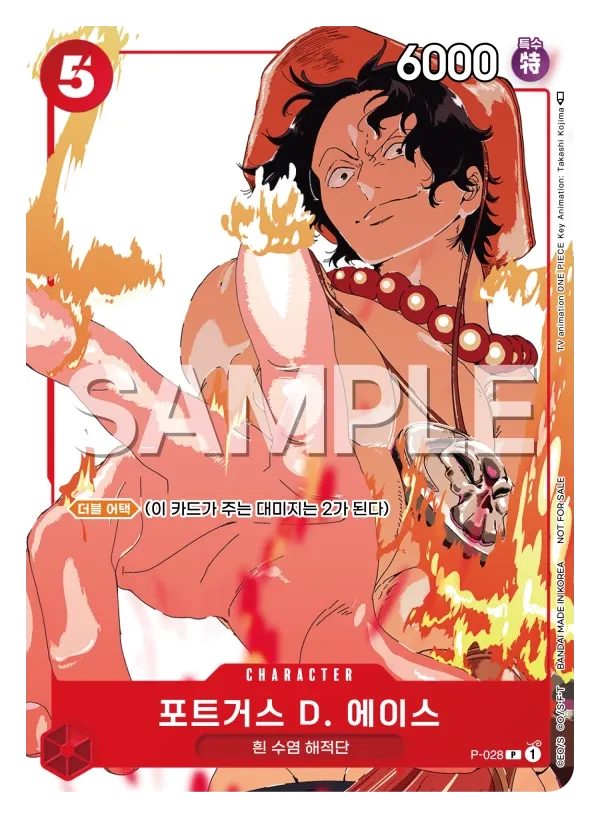 5
6000
특수
特
TV animation ONE PIECE Key Animation: Takashi Kojima
SAMPLE
더블 어택 (이 카드가 주는 대미지는 2가 된다)
©E.O/S ©O/S·F·T BANDAI MADE IN KOREA NOT FOR SALE
CHARACTER
포트거스 D. 에이스
흰 수염 해적단
P-028 P 1